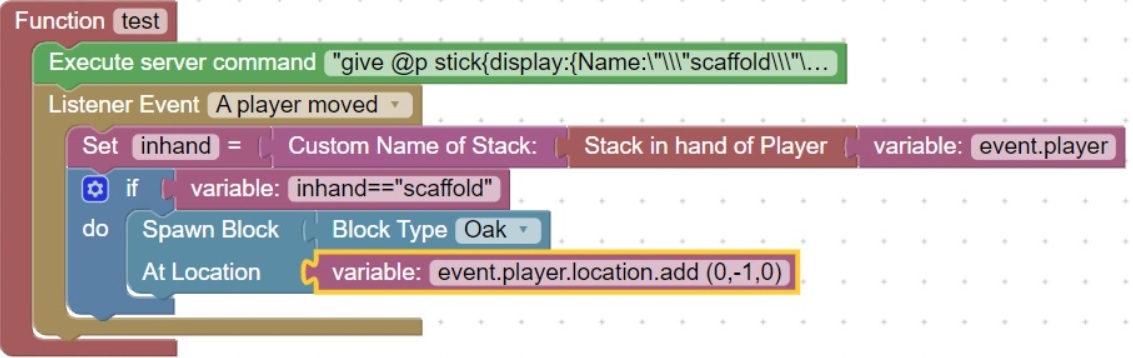 Function test
Execute server command "give @p stick{display:{Name:\"\\\"scaffold\\\"\...
Listener Event A player moved
Set inhand = Custom Name of Stack: Stack in hand of Player variable: event.player
if variable: inhand=="scaffold"
do Spawn Block Block Type Oak
At Location variable: event.player.location.add (0,-1,0)